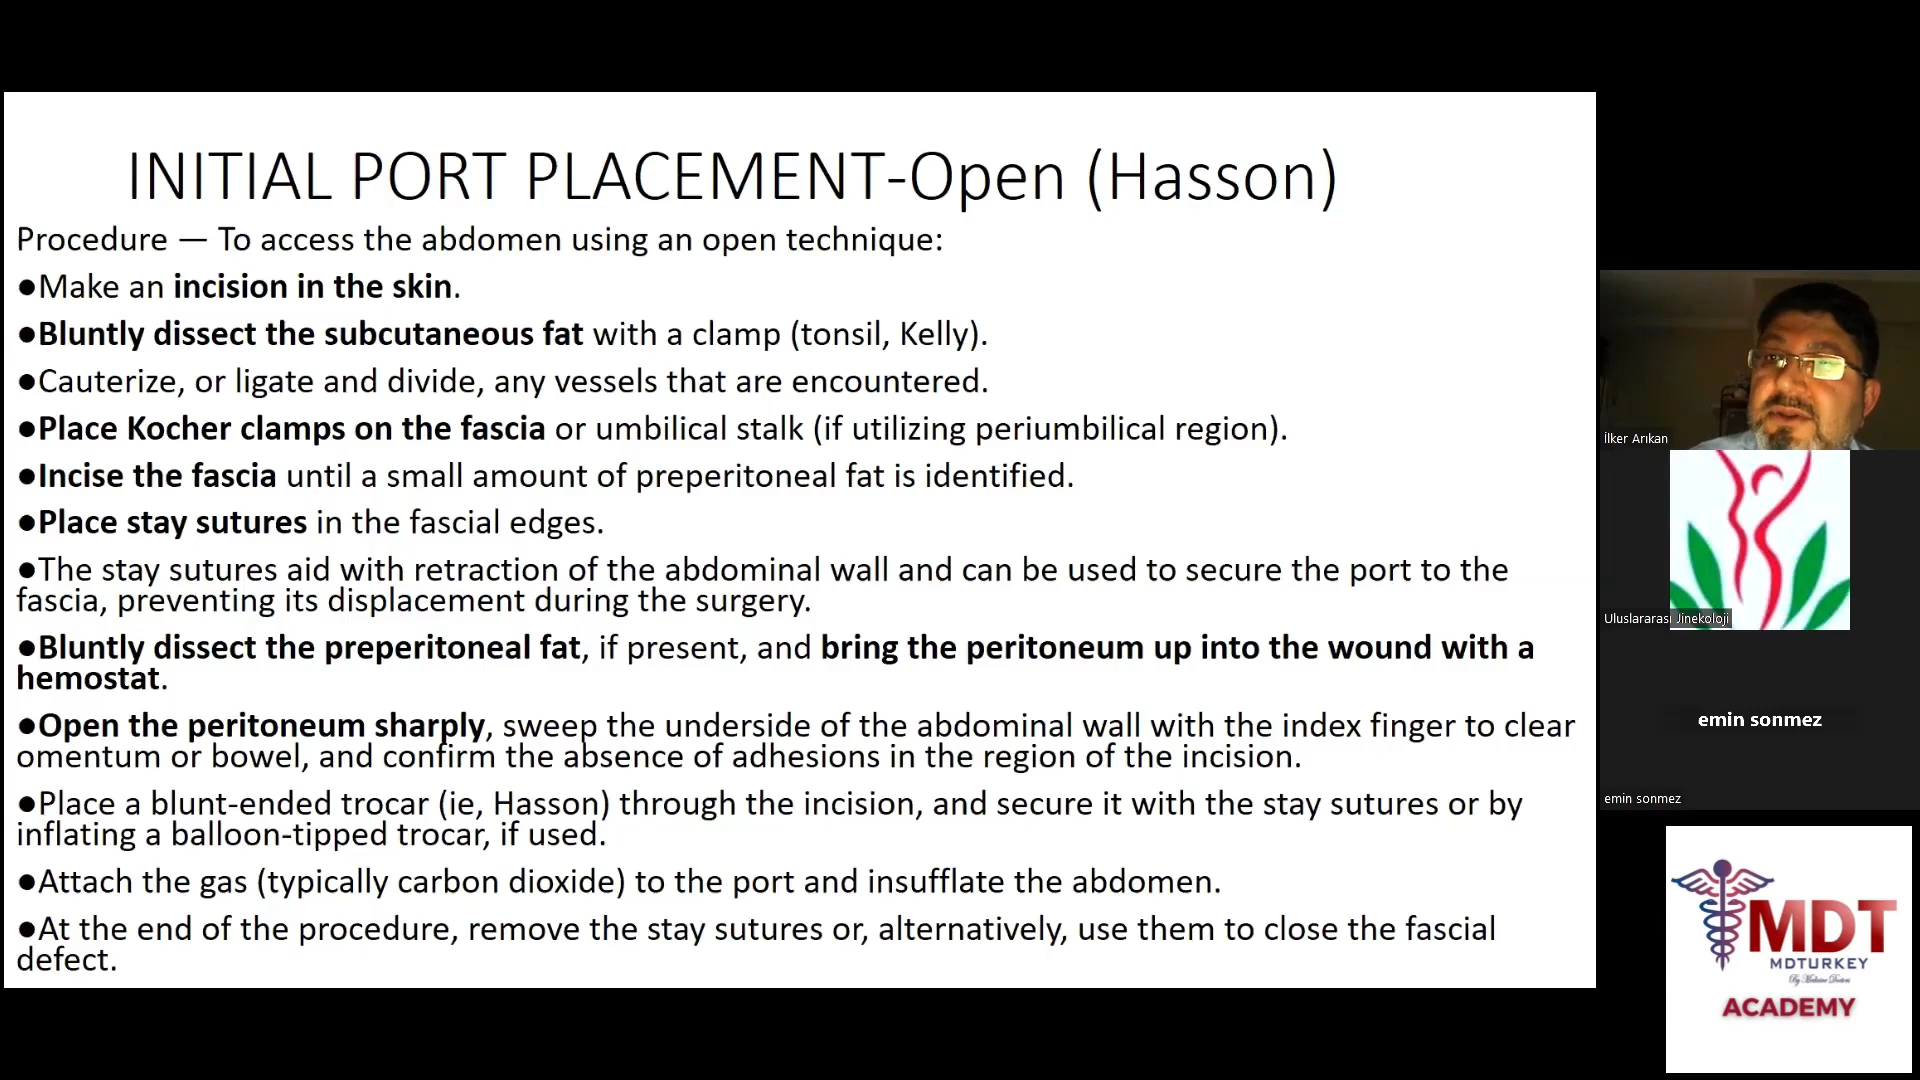 INITIAL PORT PLACEMENT-Open (Hasson)
Procedure — To access the abdomen using an open technique:
●Make an incision in the skin.
●Bluntly dissect the subcutaneous fat with a clamp (tonsil, Kelly).
●Cauterize, or ligate and divide, any vessels that are encountered.
●Place Kocher clamps on the fascia or umbilical stalk (if utilizing periumbilical region).
●Incise the fascia until a small amount of preperitoneal fat is identified.
●Place stay sutures in the fascial edges.
●The stay sutures aid with retraction of the abdominal wall and can be used to secure the port to the
fascia, preventing its displacement during the surgery.
●Bluntly dissect the preperitoneal fat, if present, and bring the peritoneum up into the wound with a
hemostat.
●Open the peritoneum sharply, sweep the underside of the abdominal wall with the index finger to clear
omentum or bowel, and confirm the absence of adhesions in the region of the incision.
●Place a blunt-ended trocar (ie, Hasson) through the incision, and secure it with the stay sutures or by
inflating a balloon-tipped trocar, if used.
●Attach the gas (typically carbon dioxide) to the port and insufflate the abdomen.
●At the end of the procedure, remove the stay sutures or, alternatively, use them to close the fascial
defect.
İlker Arıkan
Uluslararası Jinekoloji
emin sonmez
emin sonmez
MDT
MDTURKEY
By Medicine Doctors
ACADEMY